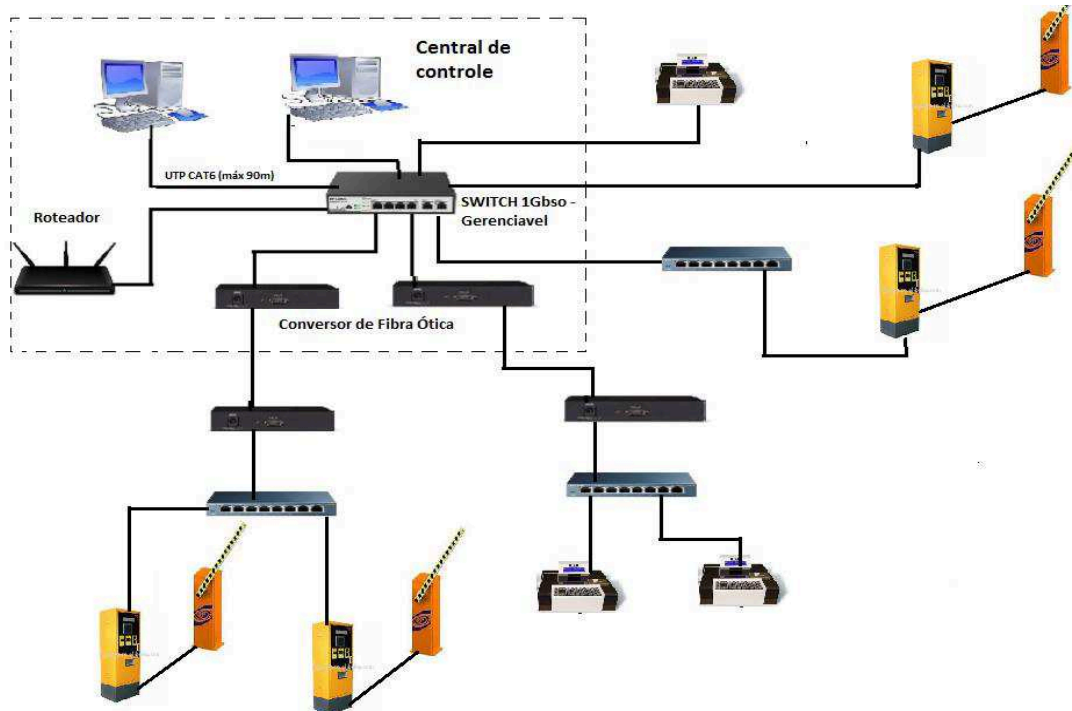 Central de
controle
UTP CAT6 (máx 90m)
SWITCH 1Gbso -
Gerenciavel
Roteador
Conversor de Fibra Ótica